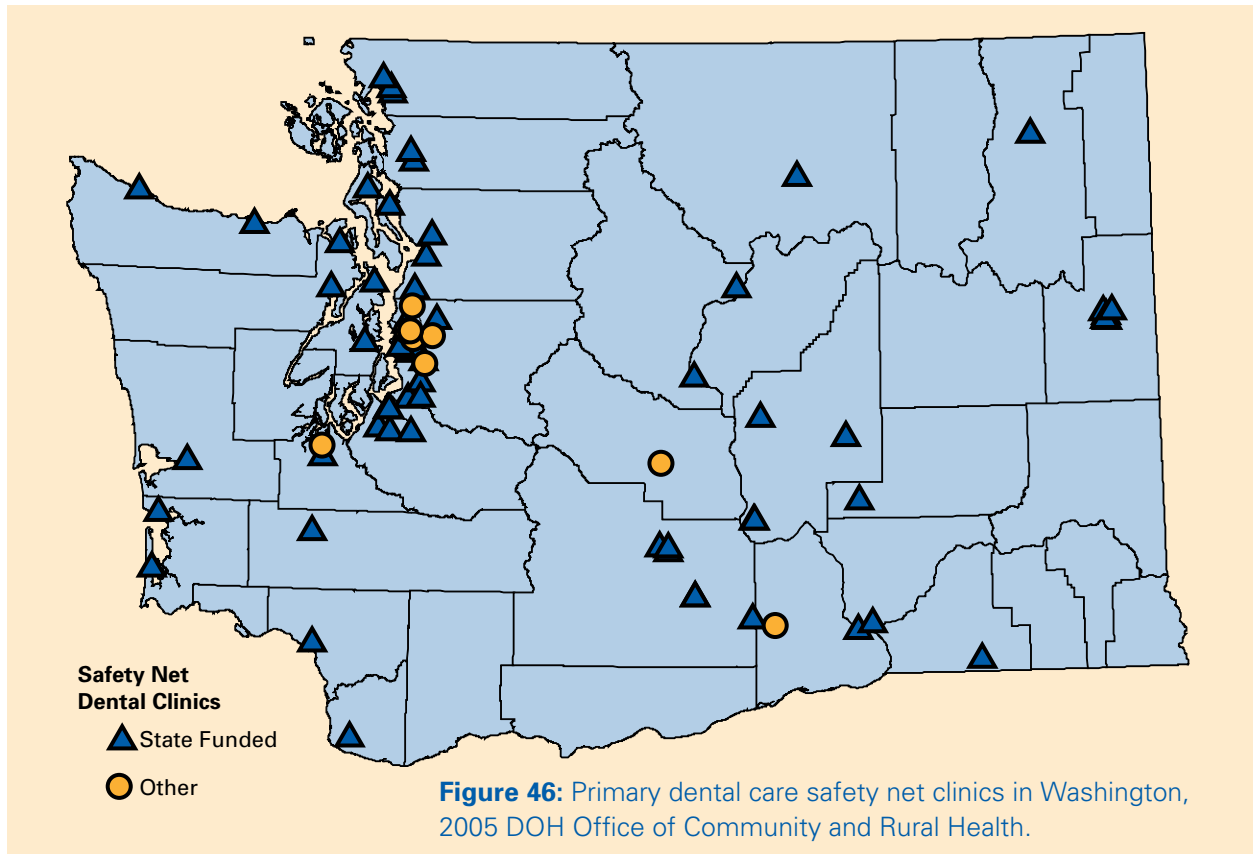 Safety Net
Dental Clinics
State Funded
Other
Figure 46: Primary dental care safety net clinics in Washington,
2005 DOH Office of Community and Rural Health.